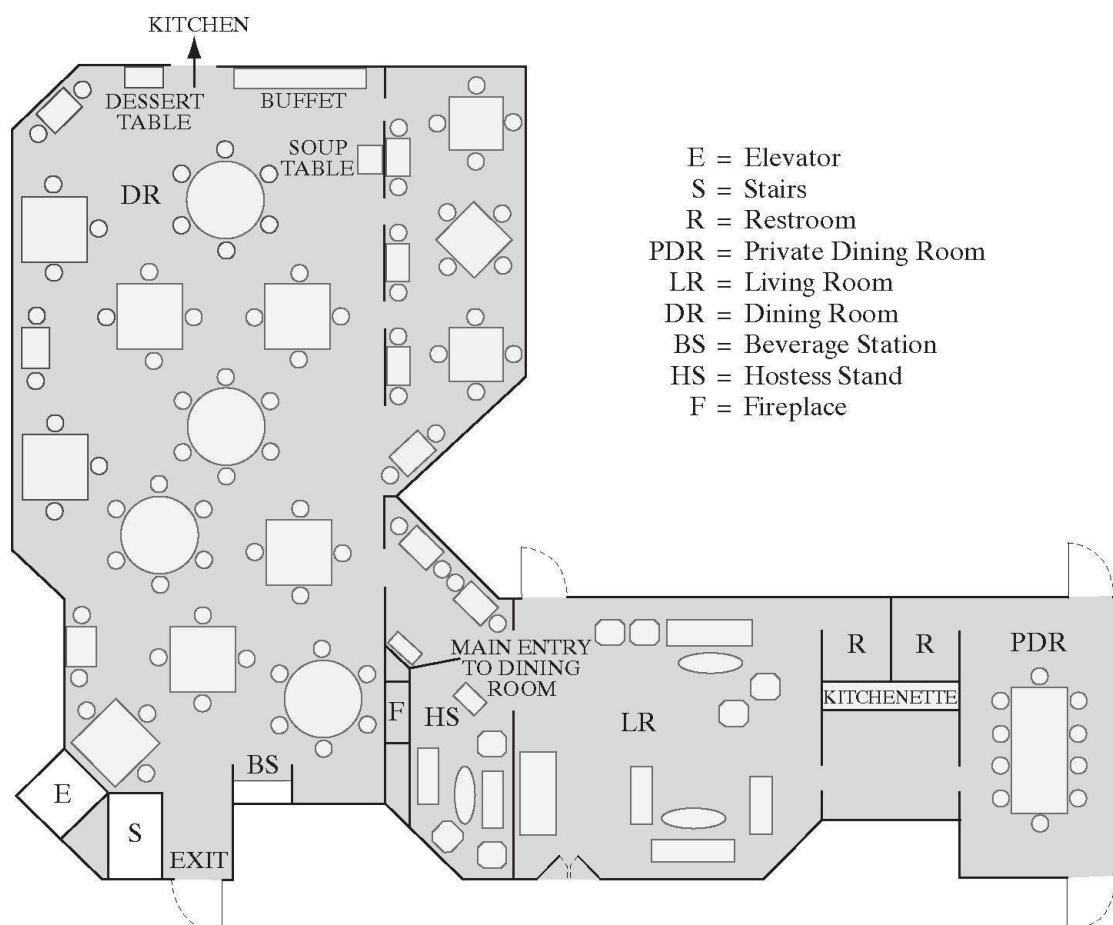 KITCHEN
DESSERT
TABLE
BUFFET
SOUP
TABLE
DR
E = Elevator
S = Stairs
R = Restroom
PDR = Private Dining Room
LR = Living Room
DR = Dining Room
BS = Beverage Station
HS = Hostess Stand
F = Fireplace
MAIN ENTRY
TO DINING
ROOM
R
R
PDR
KITCHENETTE
F
HS
LR
BS
E
S
EXIT